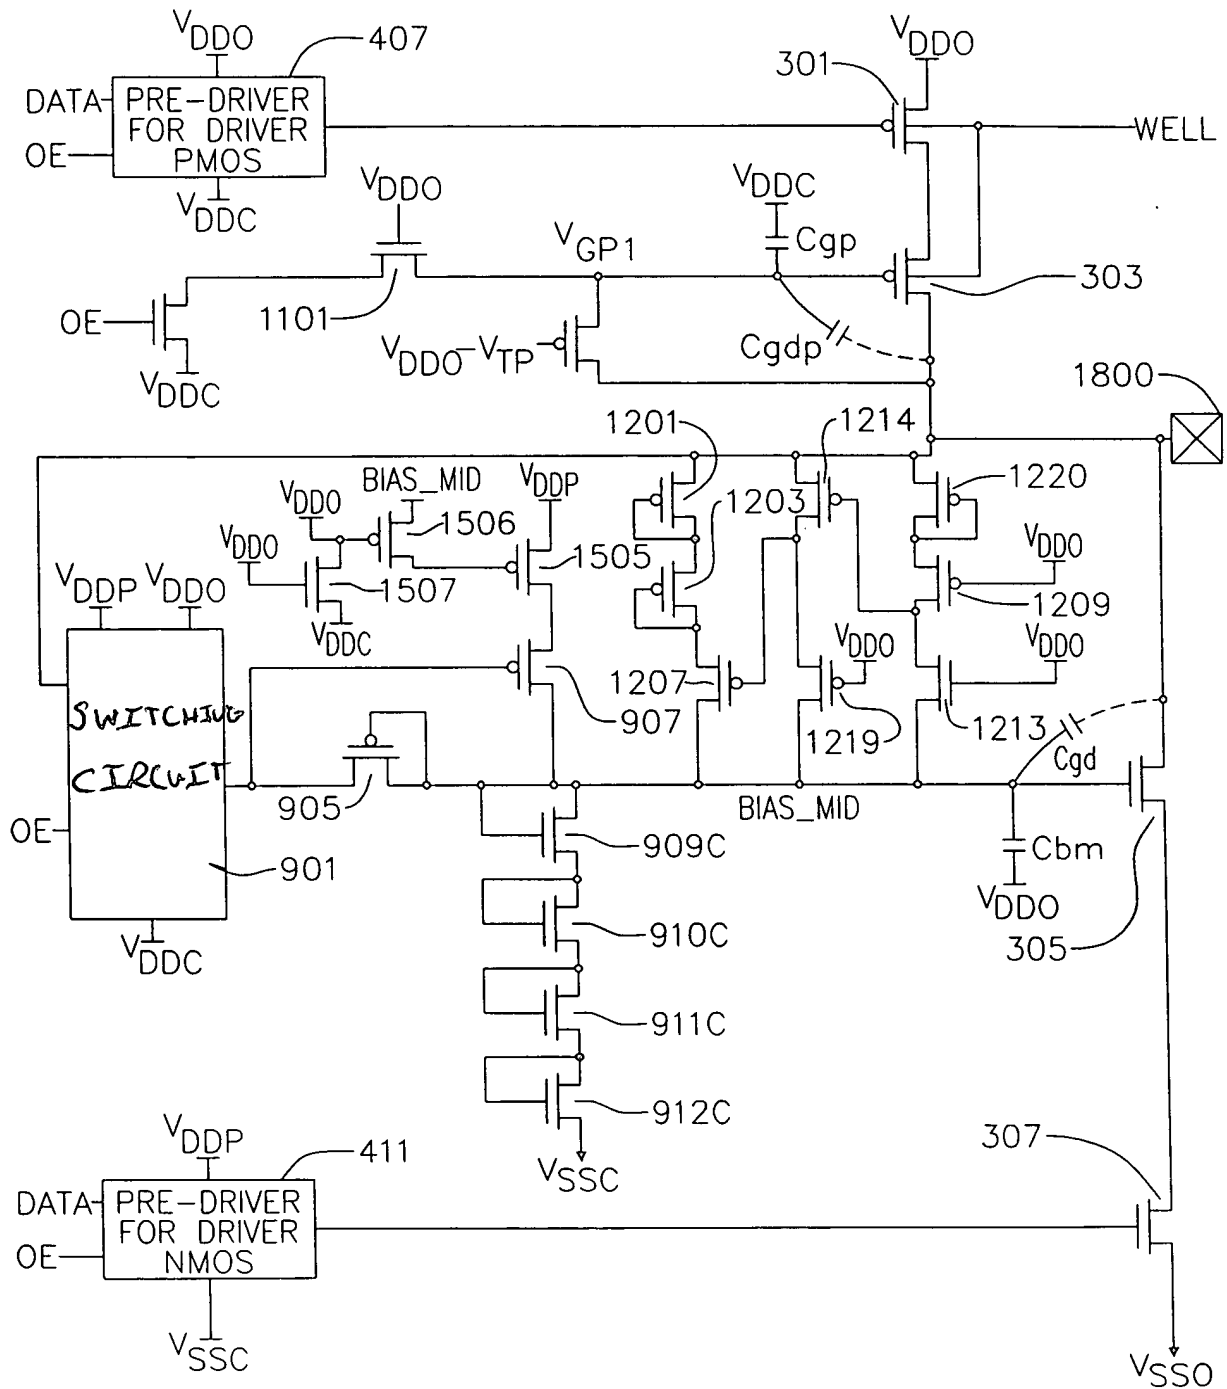 VDDO
407
VDDO
301
DATA
PRE-DRIVER
FOR DRIVER
PMOS
OE
WELL
VDDC
VDDO
VDDC
Cgp
VGP1
303
1101
OE
VDDO-VTP
Cgdp
VDDC
1800
1201
1214
BIAS_MID
VDDP
1220
VDDO
1506
1203
VDDO
VDDO
1505
1507
1209
VDDP
VDDO
VDDC
VDDO
VDDO
1207
907
1219
1213
SWITCHING
CIRCUIT
Cgd
905
BIAS_MID
OE
909C
Cbm
901
VDDO
910C
305
VDDC
911C
912C
VDDP
411
307
VSSC
DATA
PRE-DRIVER
FOR DRIVER
NMOS
OE
VSSC
VSSO